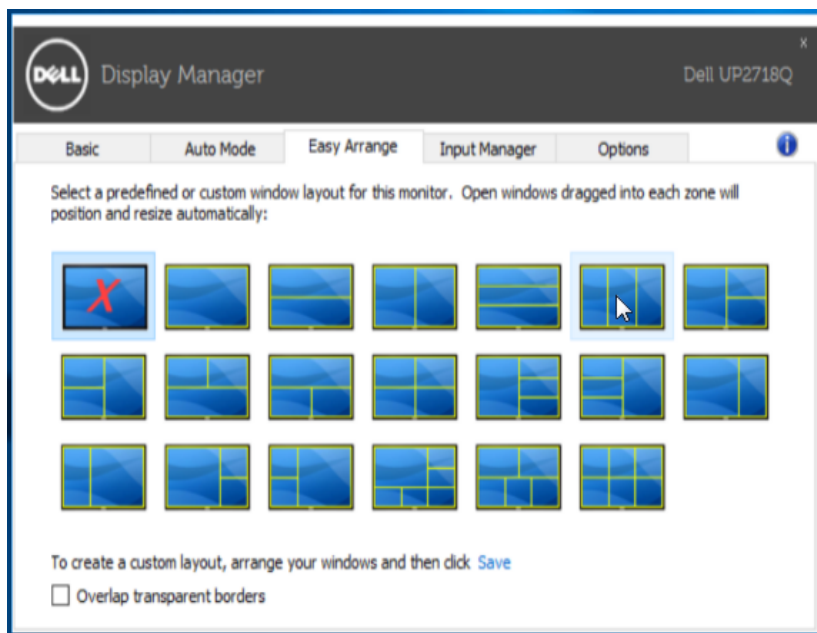 x
DELL Display Manager Dell UP2718Q
Basic Auto Mode Easy Arrange Input Manager Options i
Select a predefined or custom window layout for this monitor. Open windows dragged into each zone will
position and resize automatically:
X
To create a custom layout, arrange your windows and then click Save
Overlap transparent borders